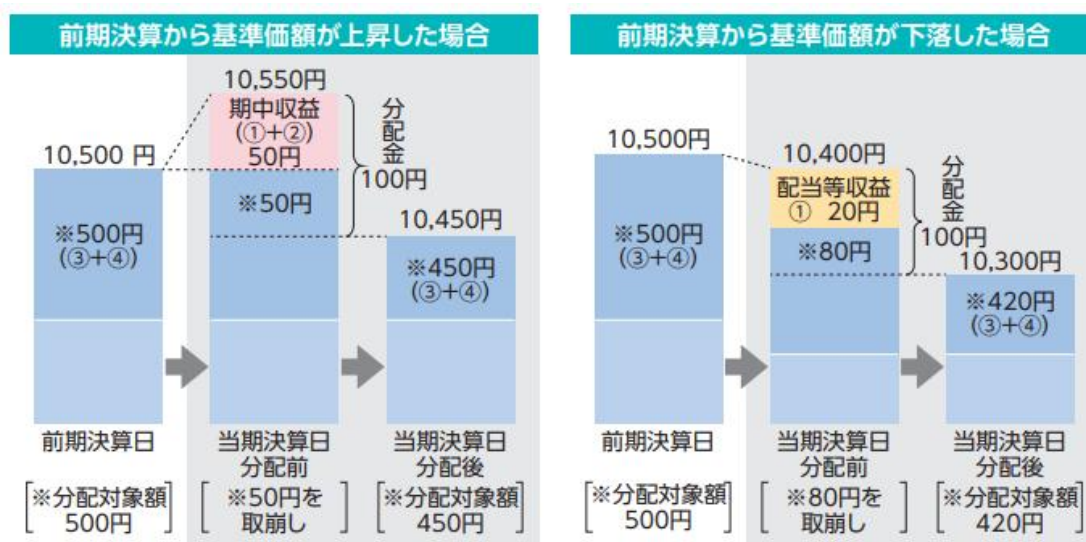 前期決算から基準価額が上昇した場合
10,550円
期中収益
(①+②)
50円
分配金
100円
10,500 円
※500円
(③+④)
※50円
10,450円
※450円
(③+④)
前期決算日
当期決算日
分配前
当期決算日
分配後
※分配対象額
500円
※50円を
取崩し
※分配対象額
450円
前期決算から基準価額が下落した場合
10,500円
10,400円
配当等収益
① 20円
分配金
100円
※500円
(③+④)
※80円
10,300円
※420円
(③+④)
前期決算日
当期決算日
分配前
当期決算日
分配後
※分配対象額
500円
※80円を
取崩し
※分配対象額
420円